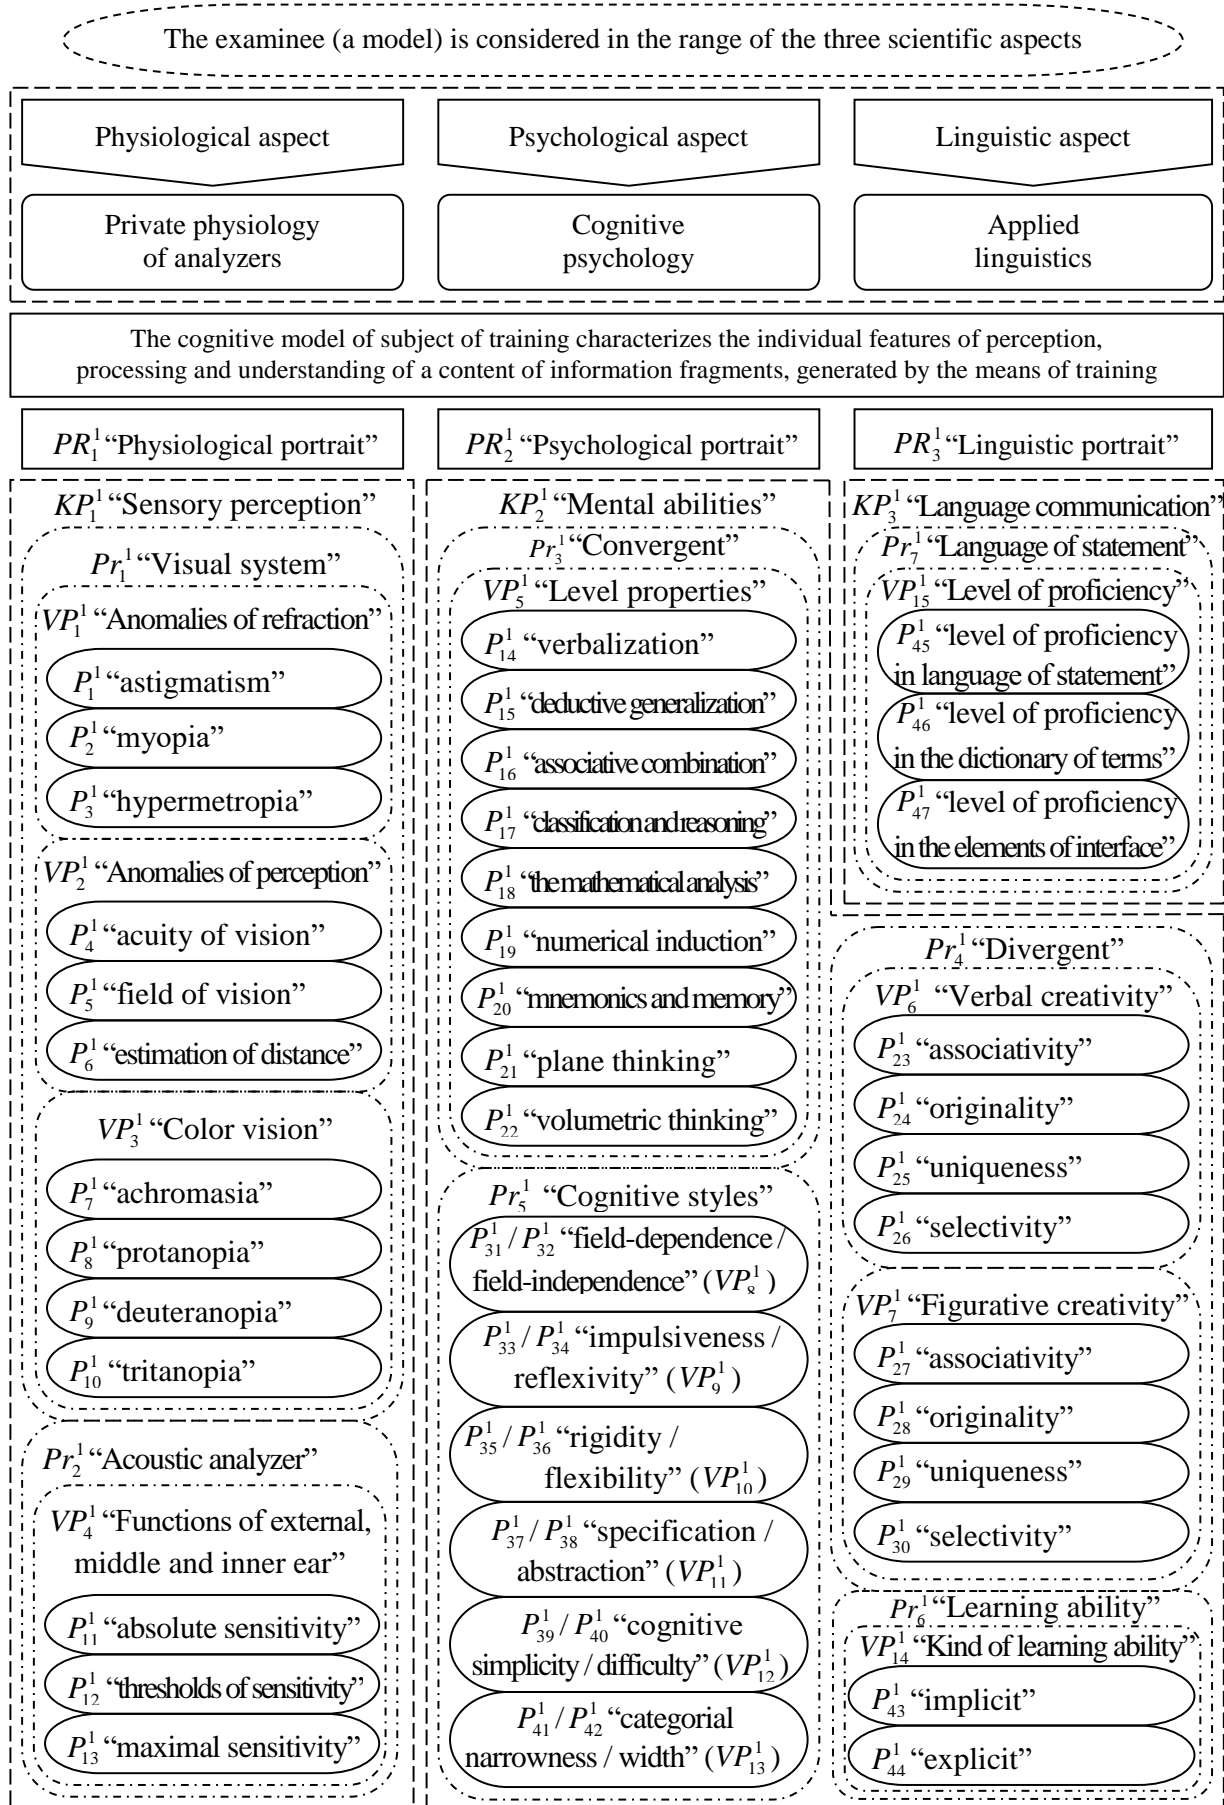 The examinee (a model) is considered in the range of the three scientific aspects
Physiological aspect
Psychological aspect
Linguistic aspect
Private physiology
of analyzers
Cognitive
psychology
Applied
linguistics
The cognitive model of subject of training characterizes the individual features of perception,
processing and understanding of a content of information fragments, generated by the means of training
PR₁¹ “Physiological portrait”
PR₂¹ “Psychological portrait”
PR₃¹ “Linguistic portrait”
KP₁¹ “Sensory perception”
Pr₁¹ “Visual system”
VP₁¹ “Anomalies of refraction”
P₁¹ “astigmatism”
P₂¹ “myopia”
P₃¹ “hypermetropia”
VP₂¹ “Anomalies of perception”
P₄¹ “acuity of vision”
P₅¹ “field of vision”
P₆¹ “estimation of distance”
VP₃¹ “Color vision”
P₇¹ “achromasia”
P₈¹ “protanopia”
P₉¹ “deuteranopia”
P₁₀¹ “tritanopia”
Pr₂¹ “Acoustic analyzer”
VP₄¹ “Functions of external,
middle and inner ear”
P₁₁¹ “absolute sensitivity”
P₁₂¹ “thresholds of sensitivity”
P₁₃¹ “maximal sensitivity”
KP₂¹ “Mental abilities”
Pr₃¹ “Convergent”
VP₅¹ “Level properties”
P₁₄¹ “verbalization”
P₁₅¹ “deductive generalization”
P₁₆¹ “associative combination”
P₁₇¹ “classification and reasoning”
P₁₈¹ “the mathematical analysis”
P₁₉¹ “numerical induction”
P₂₀¹ “mnemonics and memory”
P₂₁¹ “plane thinking”
P₂₂¹ “volumetric thinking”
Pr₅¹ “Cognitive styles”
P₃₁¹ / P₃₂¹ “field-dependence /
field-independence” (VP₈¹)
P₃₃¹ / P₃₄¹ “impulsiveness /
reflexivity” (VP₉¹)
P₃₅¹ / P₃₆¹ “rigidity /
flexibility” (VP₁₀¹)
P₃₇¹ / P₃₈¹ “specification /
abstraction” (VP₁₁¹)
P₃₉¹ / P₄₀¹ “cognitive
simplicity / difficulty” (VP₁₂¹)
P₄₁¹ / P₄₂¹ “categorial
narrowness / width” (VP₁₃¹)
KP₃¹ “Language communication”
Pr₇¹ “Language of statement”
VP₁₅¹ “Level of proficiency”
P₄₅¹ “level of proficiency
in language of statement”
P₄₆¹ “level of proficiency
in the dictionary of terms”
P₄₇¹ “level of proficiency
in the elements of interface”
Pr₄¹ “Divergent”
VP₆¹ “Verbal creativity”
P₂₃¹ “associativity”
P₂₄¹ “originality”
P₂₅¹ “uniqueness”
P₂₆¹ “selectivity”
VP₇¹ “Figurative creativity”
P₂₇¹ “associativity”
P₂₈¹ “originality”
P₂₉¹ “uniqueness”
P₃₀¹ “selectivity”
Pr₆¹ “Learning ability”
VP₁₄¹ “Kind of learning ability”
P₄₃¹ “implicit”
P₄₄¹ “explicit”